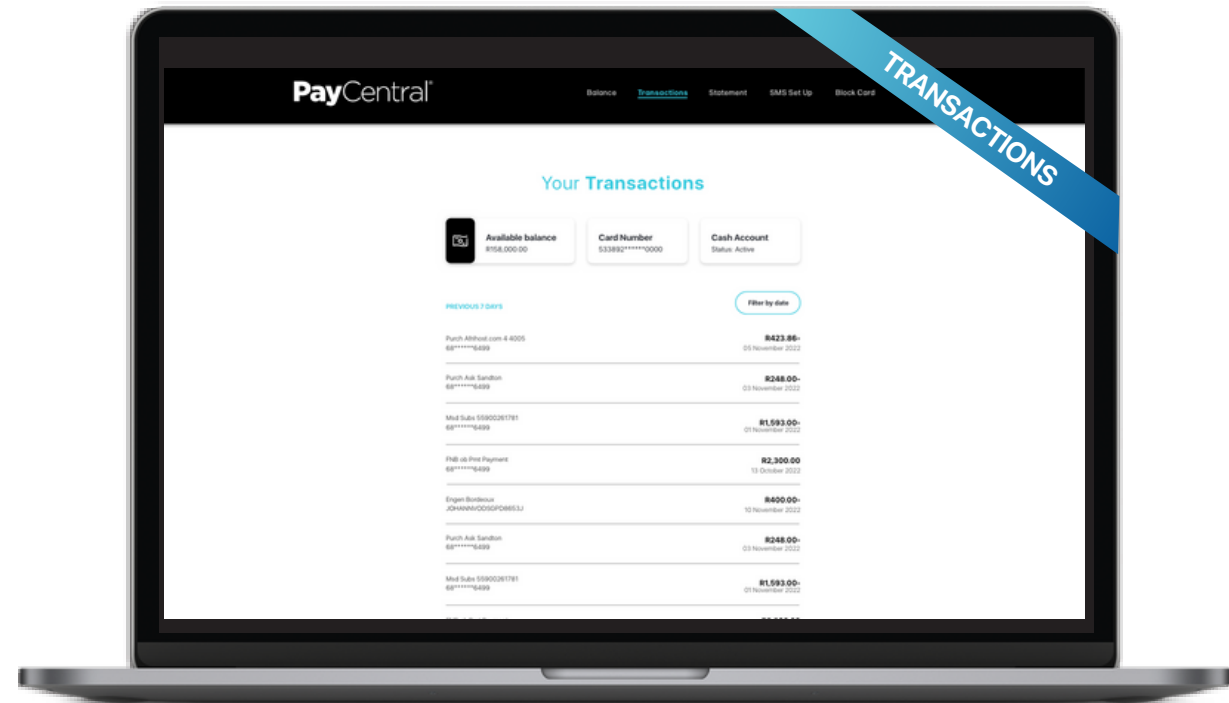 PayCentral
Balance Transactions Statement SMS Set Up Block Card
TRANSACTIONS
Your Transactions
Available balance
R158,000.00
Card Number
533892******0000
Cash Account
Status: Active
PREVIOUS 7 DAYS
Filter by date
Purch Afrihost.com 4 4005
R423.86-
68******6499
05 November 2022
Purch Ask Sandton
R248.00-
68******6499
03 November 2022
Mvd Subs 55900261781
R1,593.00-
68******6499
01 November 2022
FNB ob Pmt Payment
R2,300.00
68******6499
13 October 2022
Engen Bordeoux
R400.00-
10 November 2022
Purch Ask Sandton
R248.00-
68******6499
03 November 2022
Mvd Subs 55900261781
R1,593.00-
68******6499
01 November 2022